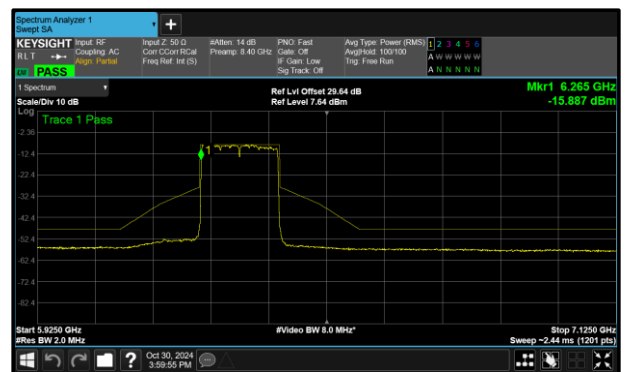 Spectrum Analyzer 1
Swept SA
+
KEYSIGHT
RLT
LW PASS
Input: RF
Coupling: AC
Align: Partial
Input Z: 50 Ω
Corr CCorr RCal
Freq Ref: Int (S)
#Atten: 14 dB
Preamp: 8.40 GHz
PNO: Fast
Gate: Off
IF Gain: Low
Sig Track: Off
Avg Type: Power (RMS)
Avg|Hold: 100/100
Trig: Free Run
1 2 3 4 5 6
A W W W W W
A N N N N N
1 Spectrum
Scale/Div 10 dB
Log
Ref Lvl Offset 29.64 dB
Ref Level 7.64 dBm
Mkr1 6.265 GHz
-15.887 dBm
Trace 1 Pass
1
-2.36
-12.4
-22.4
-32.4
-42.4
-52.4
-62.4
-72.4
-82.4
Start 5.9250 GHz
#Res BW 2.0 MHz
#Video BW 8.0 MHz*
Stop 7.1250 GHz
Sweep ~2.44 ms (1201 pts)
?
Oct 30, 2024
3:59:55 PM